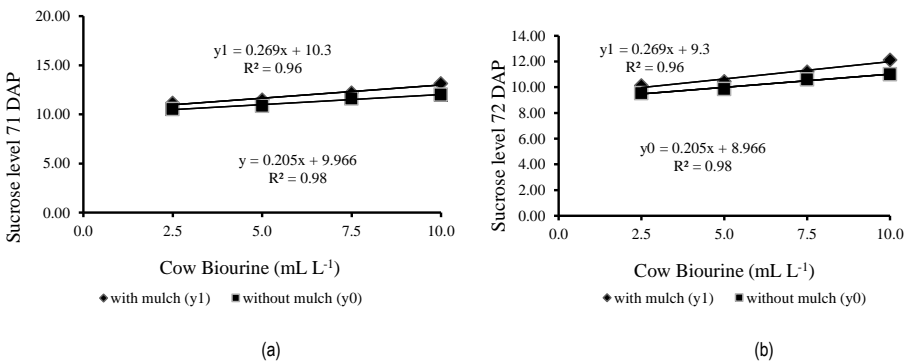 Sucrose level 71 DAP
20.00
15.00
10.00
5.00
0.00
y1 = 0.269x + 10.3
R² = 0.96
y = 0.205x + 9.966
R² = 0.98
0.0 2.5 5.0 7.5 10.0
Cow Biourine (mL L⁻¹)
with mulch (y1) without mulch (y0)
(a)
Sucrose level 72 DAP
14.00
12.00
10.00
8.00
6.00
4.00
2.00
0.00
y1 = 0.269x + 9.3
R² = 0.96
y0 = 0.205x + 8.966
R² = 0.98
0.0 2.5 5.0 7.5 10.0
Cow Biourine (mL L⁻¹)
with mulch (y1) without mulch (y0)
(b)